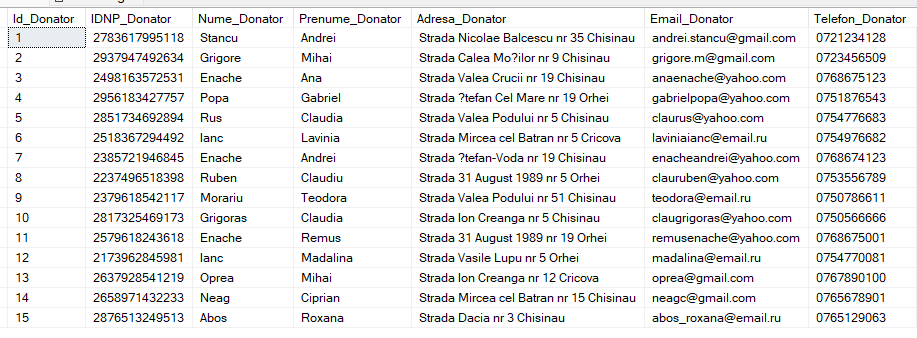 Id_Donator IDNP_Donator Nume_Donator Prenume_Donator Adresa_Donator Email_Donator Telefon_Donator
1 2783617995118 Stancu Andrei Strada Nicolae Balcescu nr 35 Chisinau andrei.stancu@gmail.com 0721234128
2 2937947492634 Grigore Mihai Strada Calea Mo?ilor nr 9 Chisinau grigore.m@gmail.com 0723456509
3 2498163572531 Enache Ana Strada Valea Crucii nr 19 Chisinau anaenache@yahoo.com 0768675123
4 2956183427757 Popa Gabriel Strada ?tefan Cel Mare nr 19 Orhei gabrielpopa@yahoo.com 0751876543
5 2851734692894 Rus Claudia Strada Valea Podului nr 5 Chisinau claurus@yahoo.com 0754776683
6 2518367294492 Ianc Lavinia Strada Mircea cel Batran nr 5 Cricova laviniaianc@email.ru 0754976682
7 2385721946845 Enache Andrei Strada ?tefan-Voda nr 19 Chisinau enacheandrei@yahoo.com 0768674123
8 2237496518398 Ruben Claudiu Strada 31 August 1989 nr 5 Orhei clauruben@yahoo.com 0753556789
9 2379618542117 Morariu Teodora Strada Valea Podului nr 51 Chisinau teodora@email.ru 0750786611
10 2817325469173 Grigoras Claudia Strada Ion Creanga nr 5 Chisinau claugrigoras@yahoo.com 0750566666
11 2579618243618 Enache Remus Strada 31 August 1989 nr 19 Orhei remusenache@yahoo.com 0768675001
12 2173962845981 Ianc Madalina Strada Vasile Lupu nr 5 Orhei madalina@email.ru 0754770081
13 2637928541219 Oprea Mihai Strada Ion Creanga nr 12 Cricova oprea@gmail.com 0767890100
14 2658971432233 Neag Ciprian Strada Mircea cel Batran nr 15 Chisinau neagc@gmail.com 0765678901
15 2876513249513 Abos Roxana Strada Dacia nr 3 Chisinau abos_roxana@email.ru 0765129063